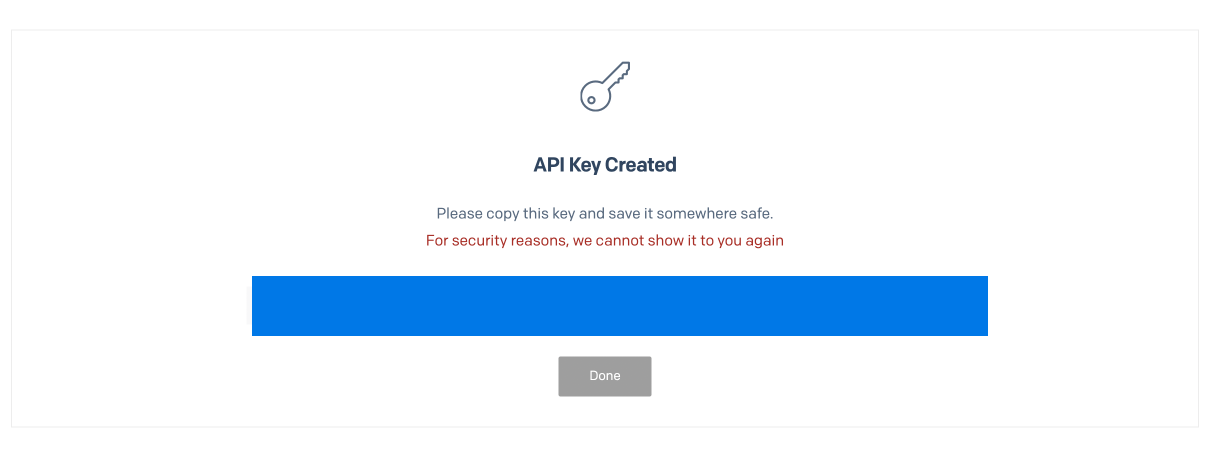 API Key Created
Please copy this key and save it somewhere safe.
For security reasons, we cannot show it to you again
Done